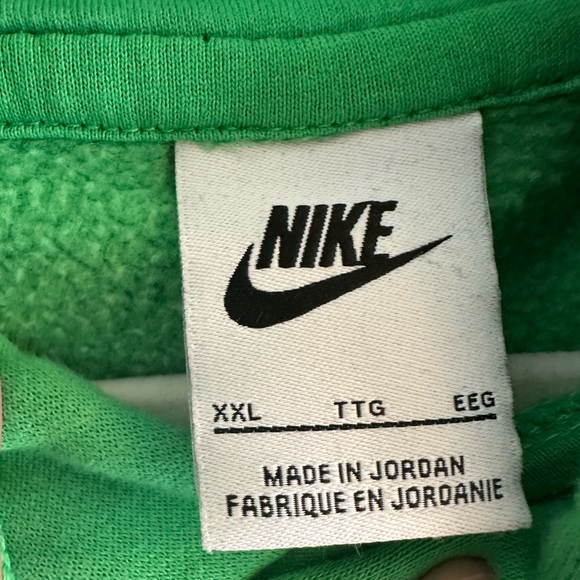 NIKE
XXL TTG EEG
MADE IN JORDAN
FABRIQUE EN JORDANIE